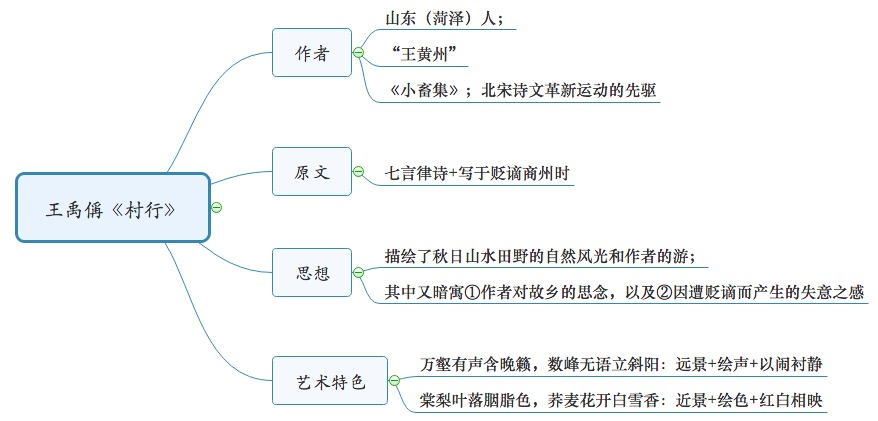 王禹偁《村行》
作者
山东（菏泽）人；
“王黄州”
《小畜集》；北宋诗文革新运动的先驱
原文
七言律诗+写于贬谪商州时
思想
描绘了秋日山水田野的自然风光和作者的游；
其中又暗寓①作者对故乡的思念，以及②因遭贬谪而产生的失意之感
艺术特色
万壑有声含晚籁，数峰无语立斜阳：远景+绘声+以闹衬静
棠梨叶落胭脂色，荞麦花开白雪香：近景+绘色+红白相映